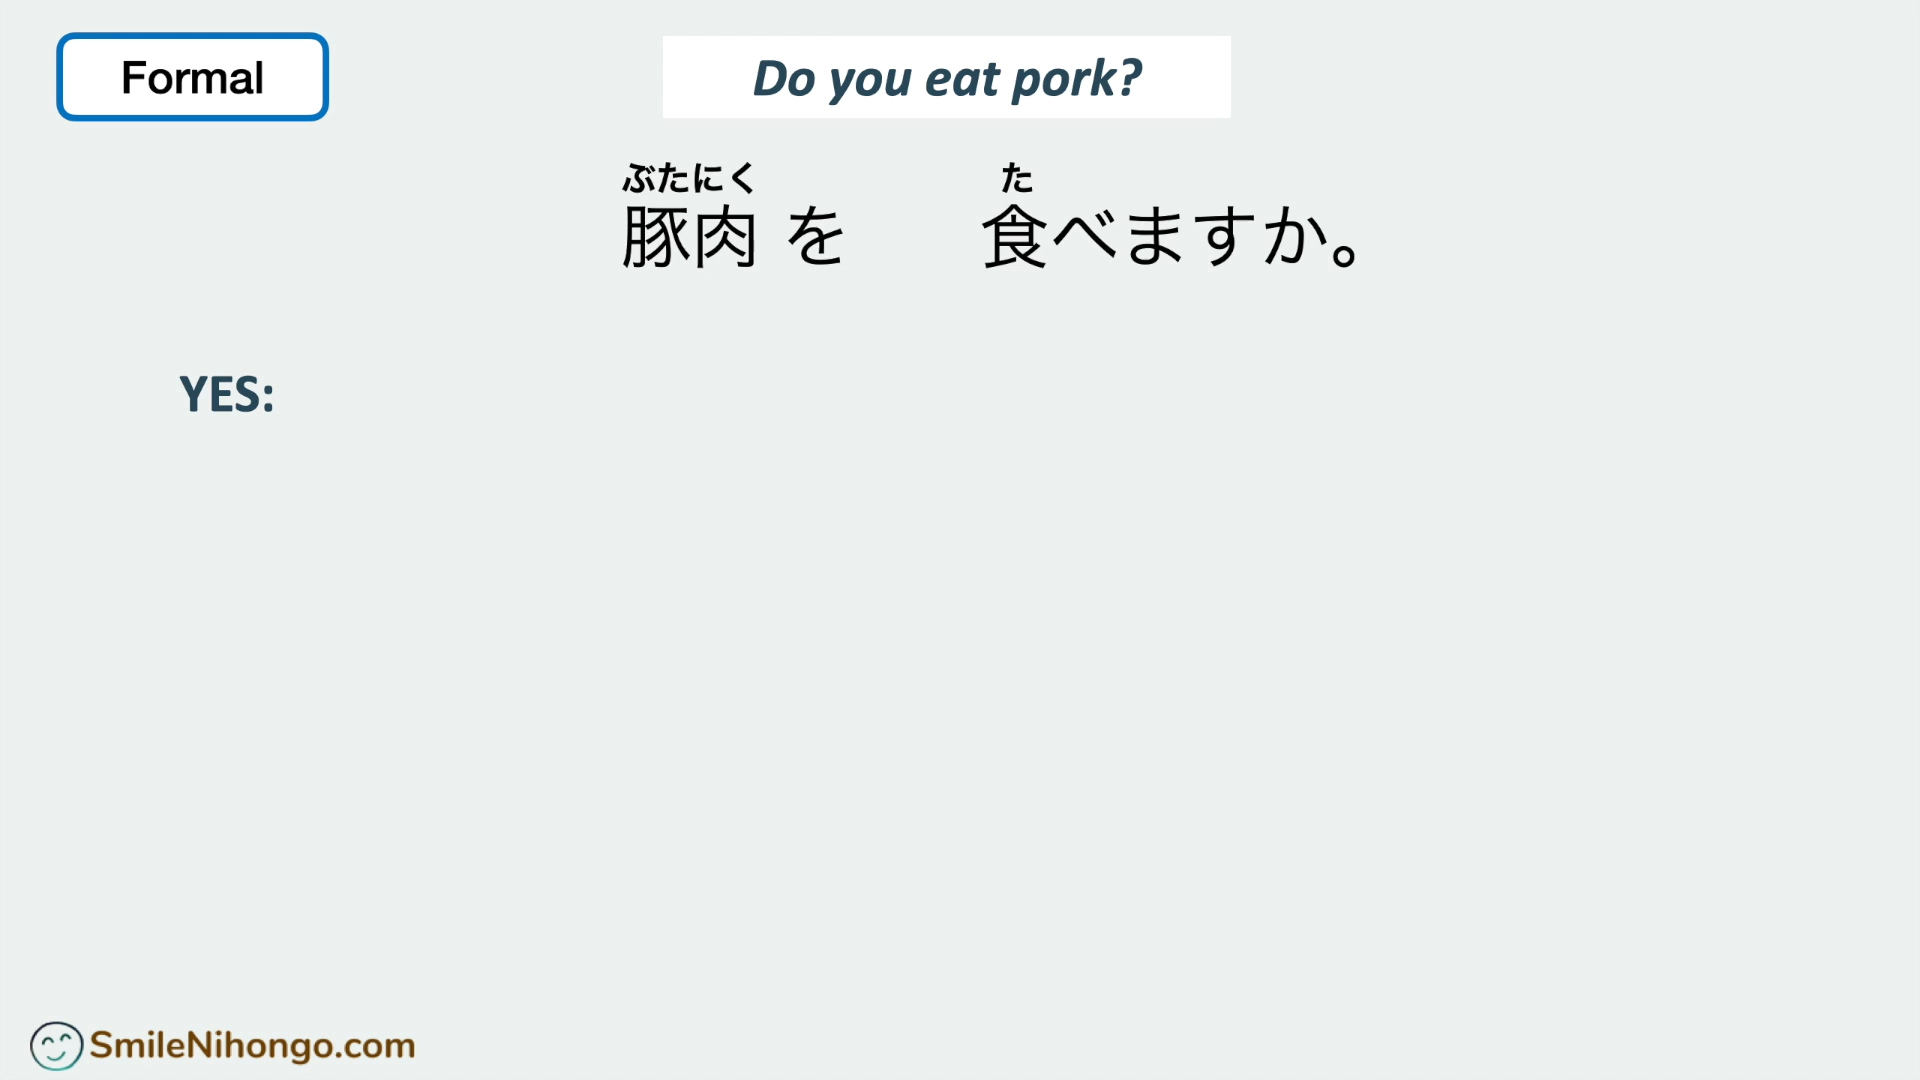 Formal
Do you eat pork?
ぶたにく た
豚肉 を 食べますか。
YES:
SmileNihongo.com